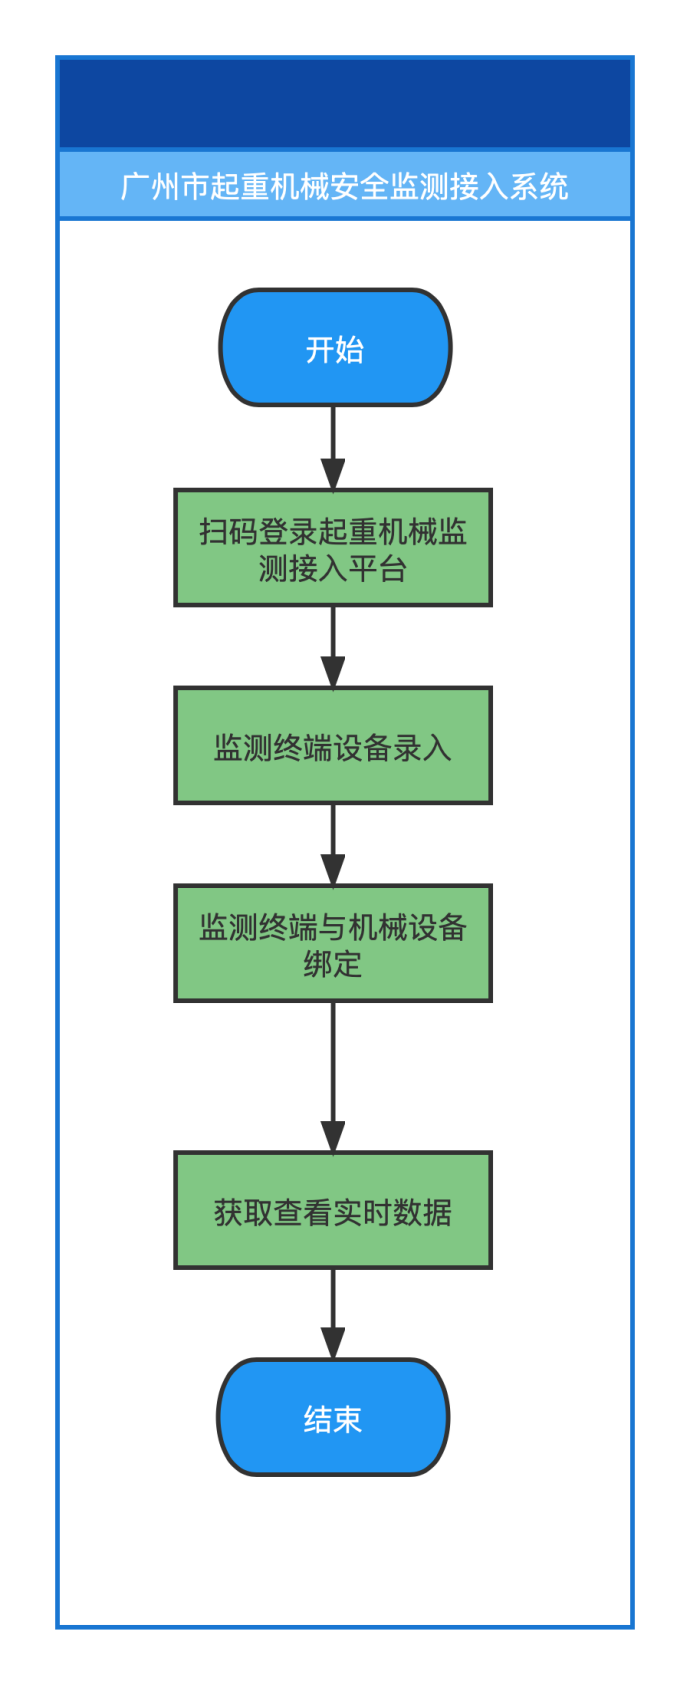 广州市起重机械安全监测接入系统
开始
扫码登录起重机械监
测接入平台
监测终端设备录入
监测终端与机械设备
绑定
获取查看实时数据
结束